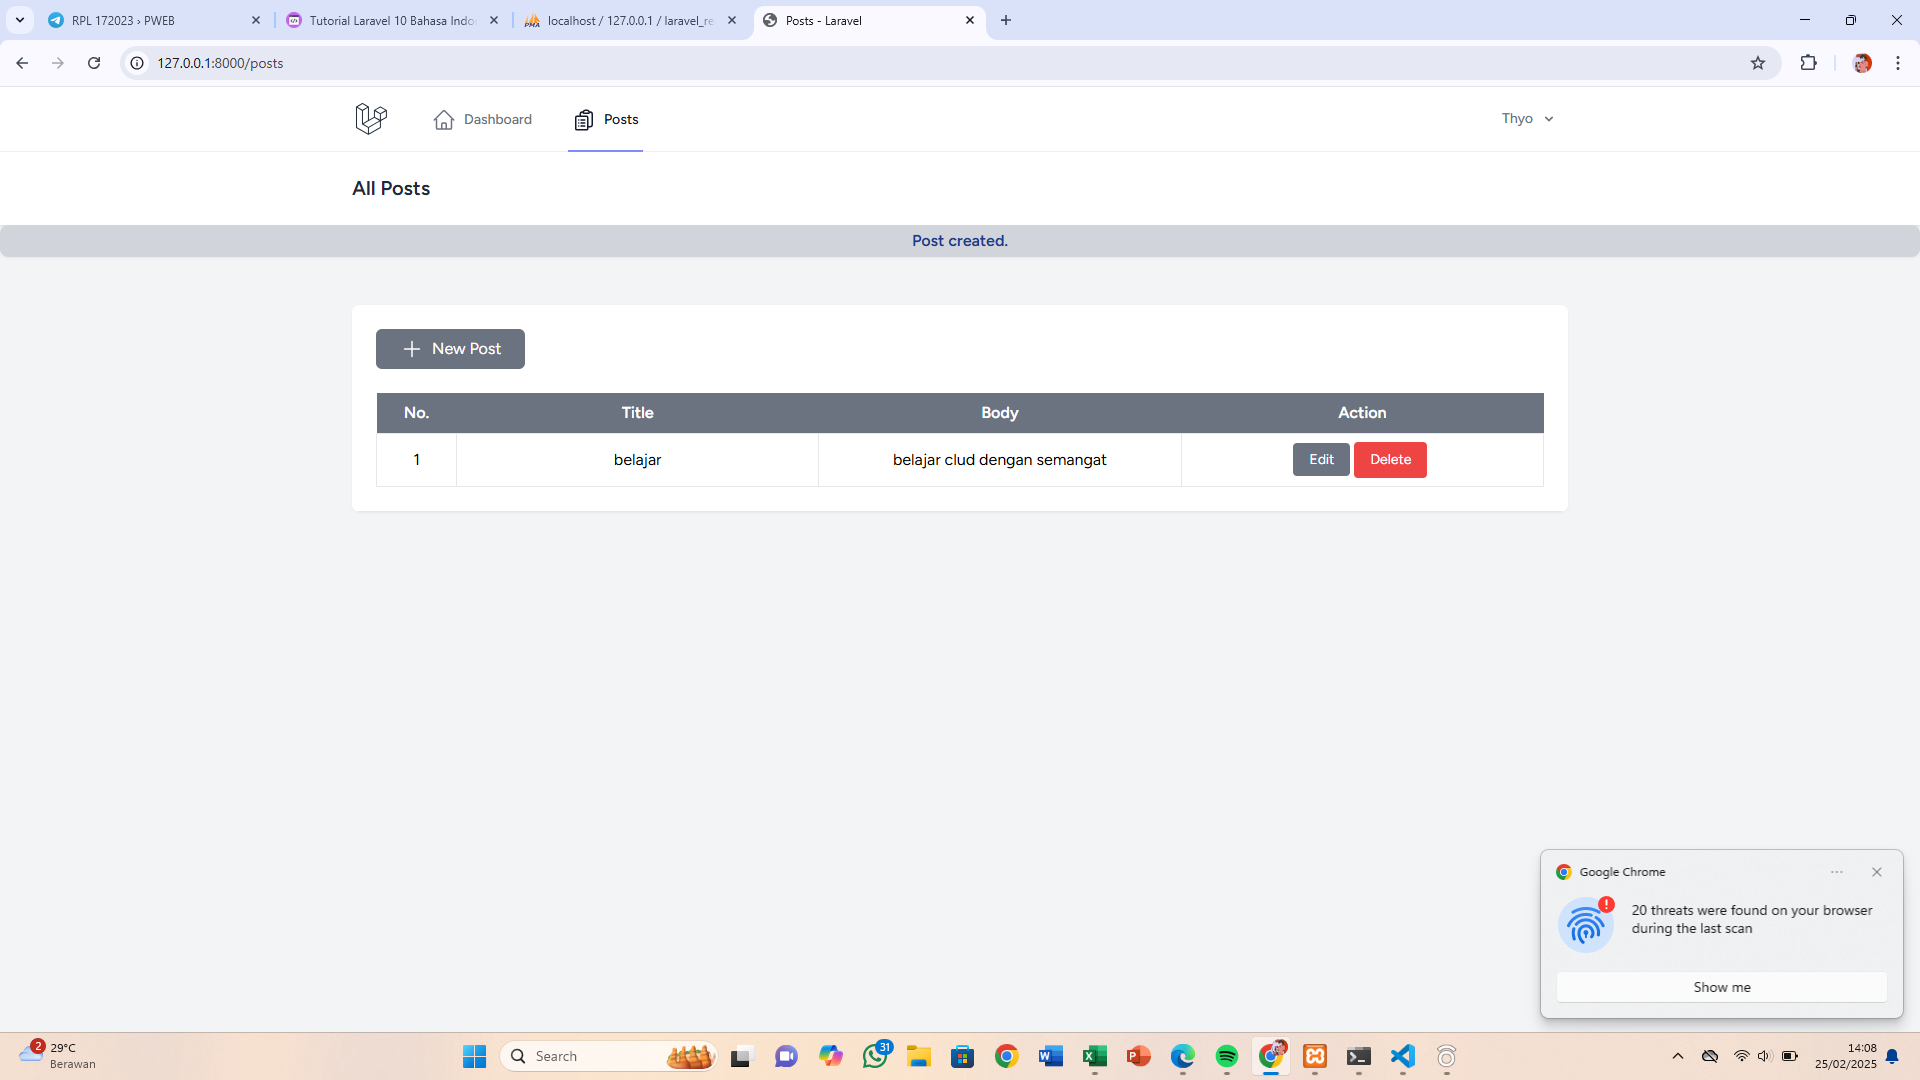 RPL 172023 › PWEB
Tutorial Laravel 10 Bahasa Indo
localhost / 127.0.0.1 / laravel_re
Posts - Laravel
127.0.0.1:8000/posts
Dashboard
Posts
Thyo
All Posts
Post created.
New Post
No. Title Body Action
1 belajar belajar clud dengan semangat Edit Delete
Google Chrome
20 threats were found on your browser
during the last scan
Show me
2
29°C
Berawan
Search
31
14:08
25/02/2025